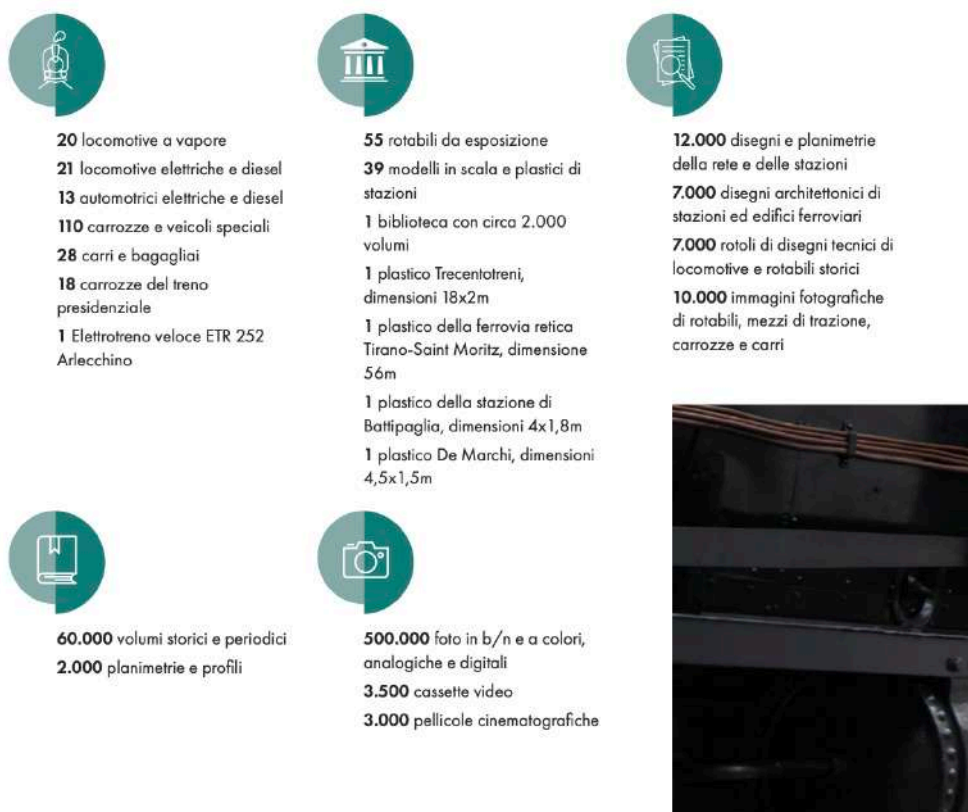 20 locomotive a vapore
21 locomotive elettriche e diesel
13 automotrici elettriche e diesel
110 carrozze e veicoli speciali
28 carri e bagagliai
18 carrozze del treno
presidenziale
1 Elettrotreno veloce ETR 252
Arlecchino
55 rotabili da esposizione
39 modelli in scala e plastici di
stazioni
1 biblioteca con circa 2.000
volumi
1 plastico Trecentotreni,
dimensioni 18x2m
1 plastico della ferrovia retica
Tirano-Saint Moritz, dimensione
56m
1 plastico della stazione di
Battipaglia, dimensioni 4x1,8m
1 plastico De Marchi, dimensioni
4,5x1,5m
12.000 disegni e planimetrie
della rete e delle stazioni
7.000 disegni architettonici di
stazioni ed edifici ferroviari
7.000 rotoli di disegni tecnici di
locomotive e rotabili storici
10.000 immagini fotografiche
di rotabili, mezzi di trazione,
carrozze e carri
60.000 volumi storici e periodici
2.000 planimetrie e profili
500.000 foto in b/n e a colori,
analogiche e digitali
3.500 cassette video
3.000 pellicole cinematografiche